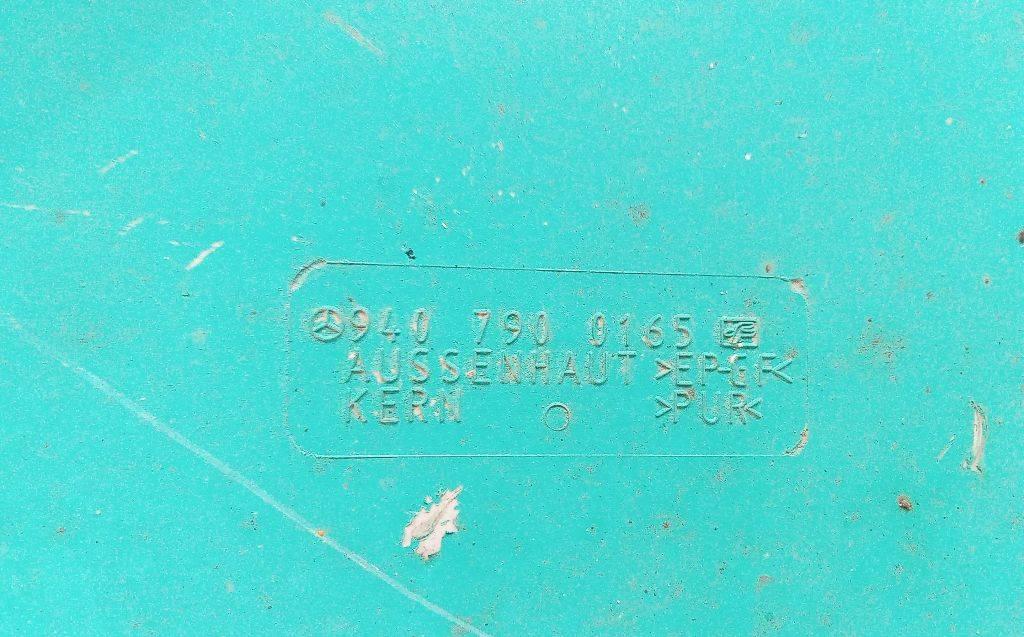 940 790 0165
AUSSENHAUT >EP-GF<
KERN >PUR<